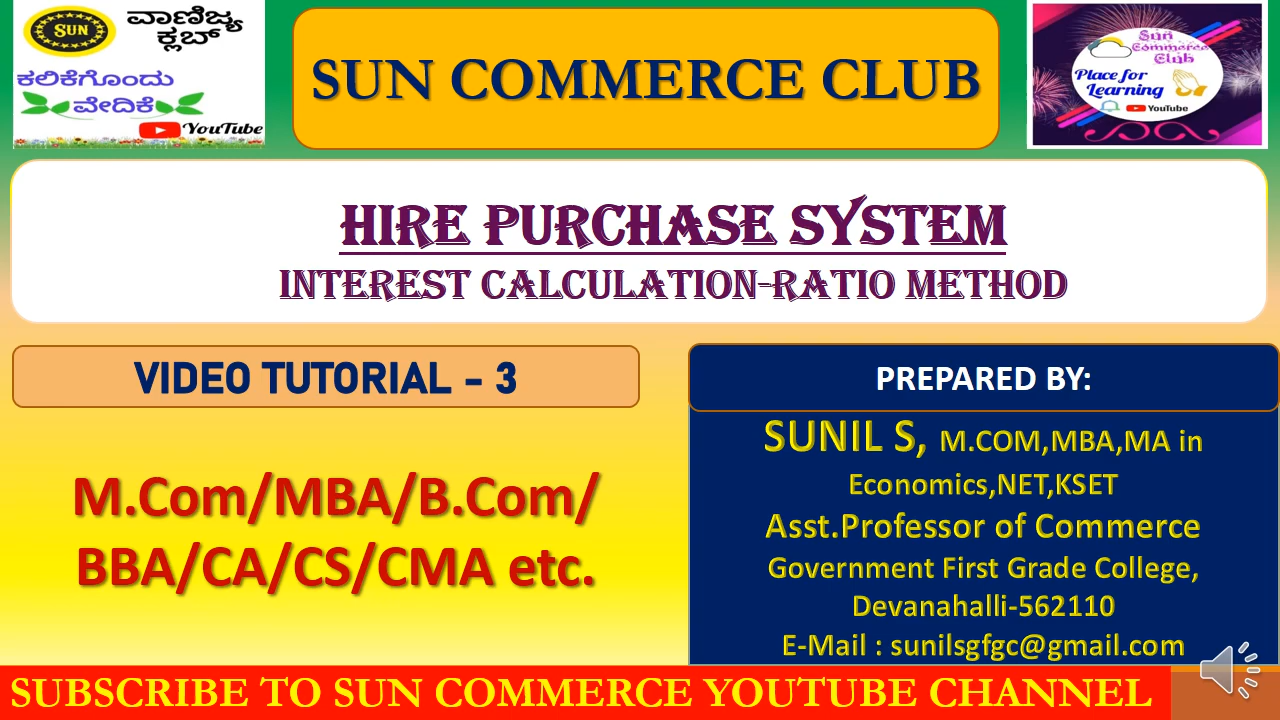 SUN
ವಾಣಿಜ್ಯ
ಕ್ಲಬ್
ಕಲಿಕೆಗೊಂದು
ವೇದಿಕೆ
YouTube
SUN COMMERCE CLUB
Sun
Commerce
Club
Place for
Learning
YouTube
HIRE PURCHASE SYSTEM
INTEREST CALCULATION-RATIO METHOD
VIDEO TUTORIAL - 3
M.Com/MBA/B.Com/
BBA/CA/CS/CMA etc.
PREPARED BY:
SUNIL S, M.COM,MBA,MA in
Economics,NET,KSET
Asst.Professor of Commerce
Government First Grade College,
Devanahalli-562110
E-Mail : sunilsgfgc@gmail.com
SUBSCRIBE TO SUN COMMERCE YOUTUBE CHANNEL